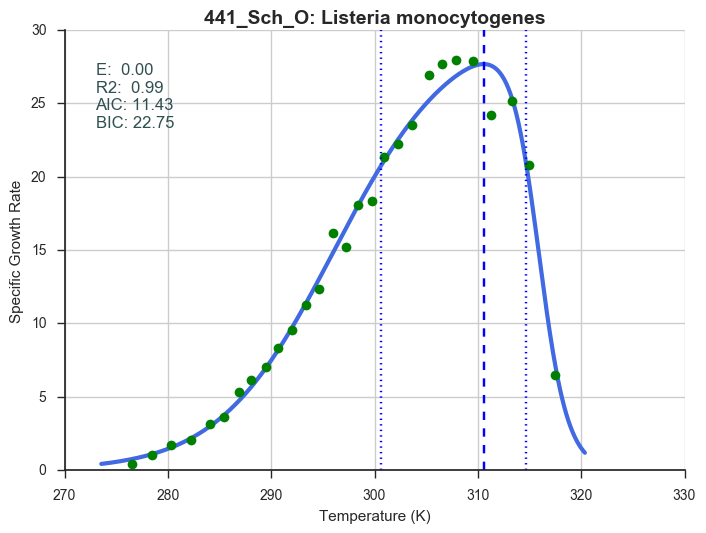 441_Sch_O: Listeria monocytogenes
E:  0.00
R2:  0.99
AIC: 11.43
BIC: 22.75
Specific Growth Rate
30
25
20
15
10
5
0
270 280 290 300 310 320 330
Temperature (K)